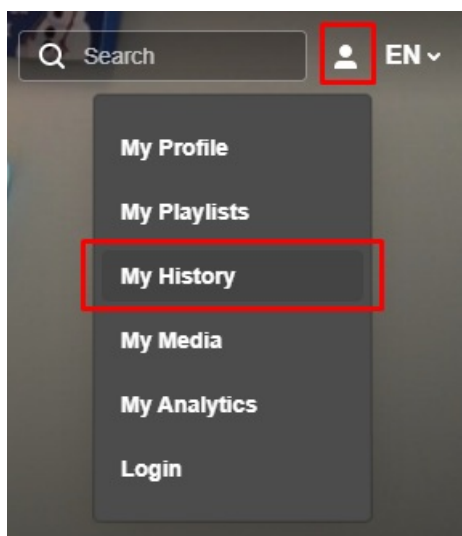 Search
EN
My Profile
My Playlists
My History
My Media
My Analytics
Login